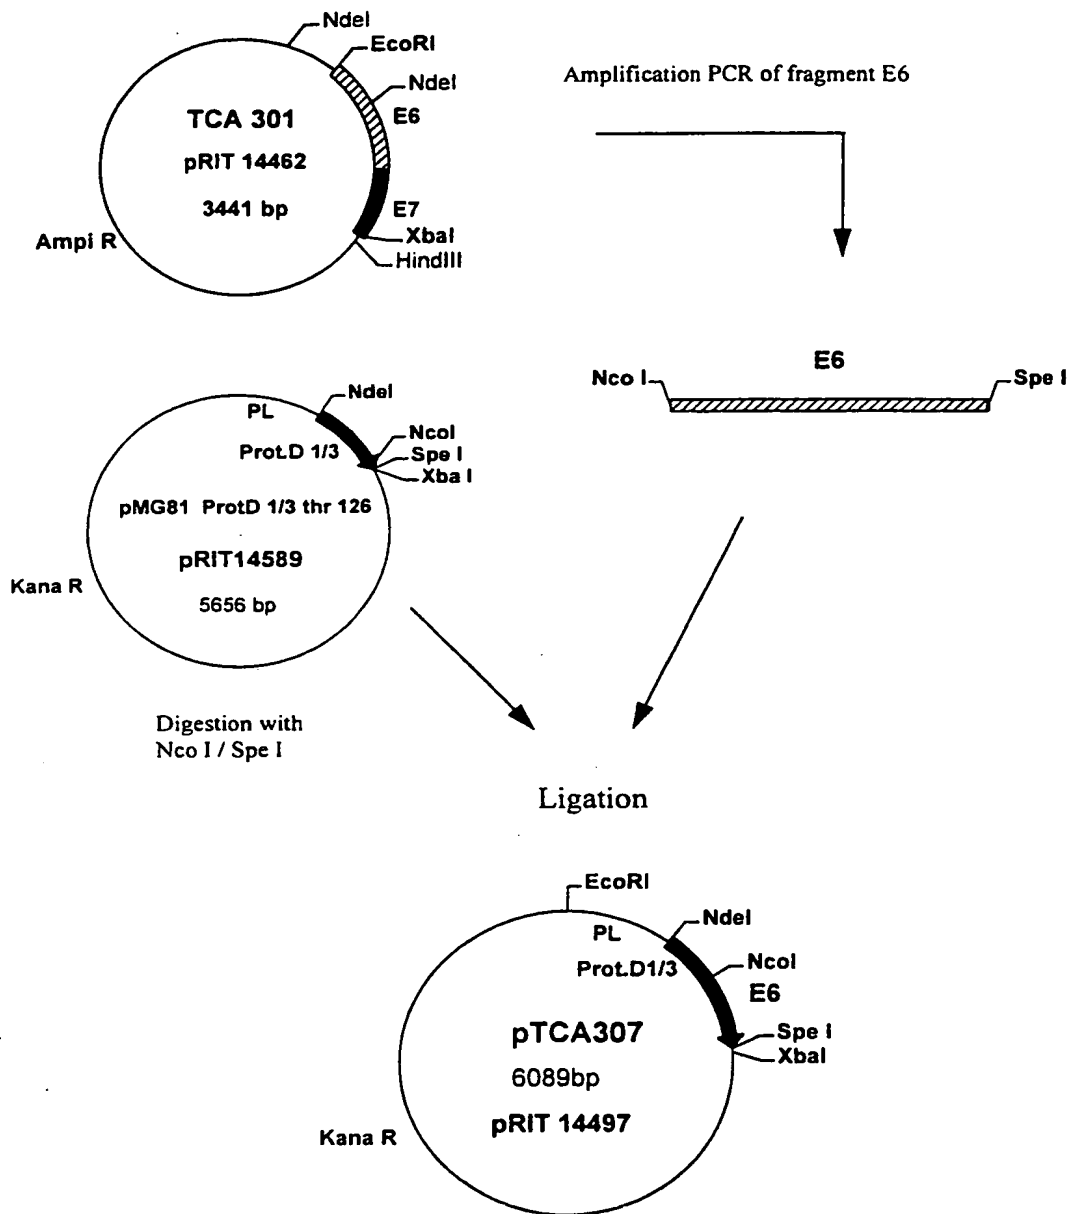 NdeI
EcoRI
NdeI
E6
TCA 301
pRIT 14462
3441 bp
E7
XbaI
HindIII
Ampi R
Amplification PCR of fragment E6
E6
Nco I
Spe I
NdeI
PL
NcoI
Prot.D 1/3
Spe I
Xba I
pMG81 ProtD 1/3 thr 126
pRIT14589
5656 bp
Kana R
Digestion with
Nco I / Spe I
Ligation
EcoRI
NdeI
PL
Prot.D1/3
NcoI
E6
pTCA307
6089bp
pRIT 14497
Spe I
XbaI
Kana R